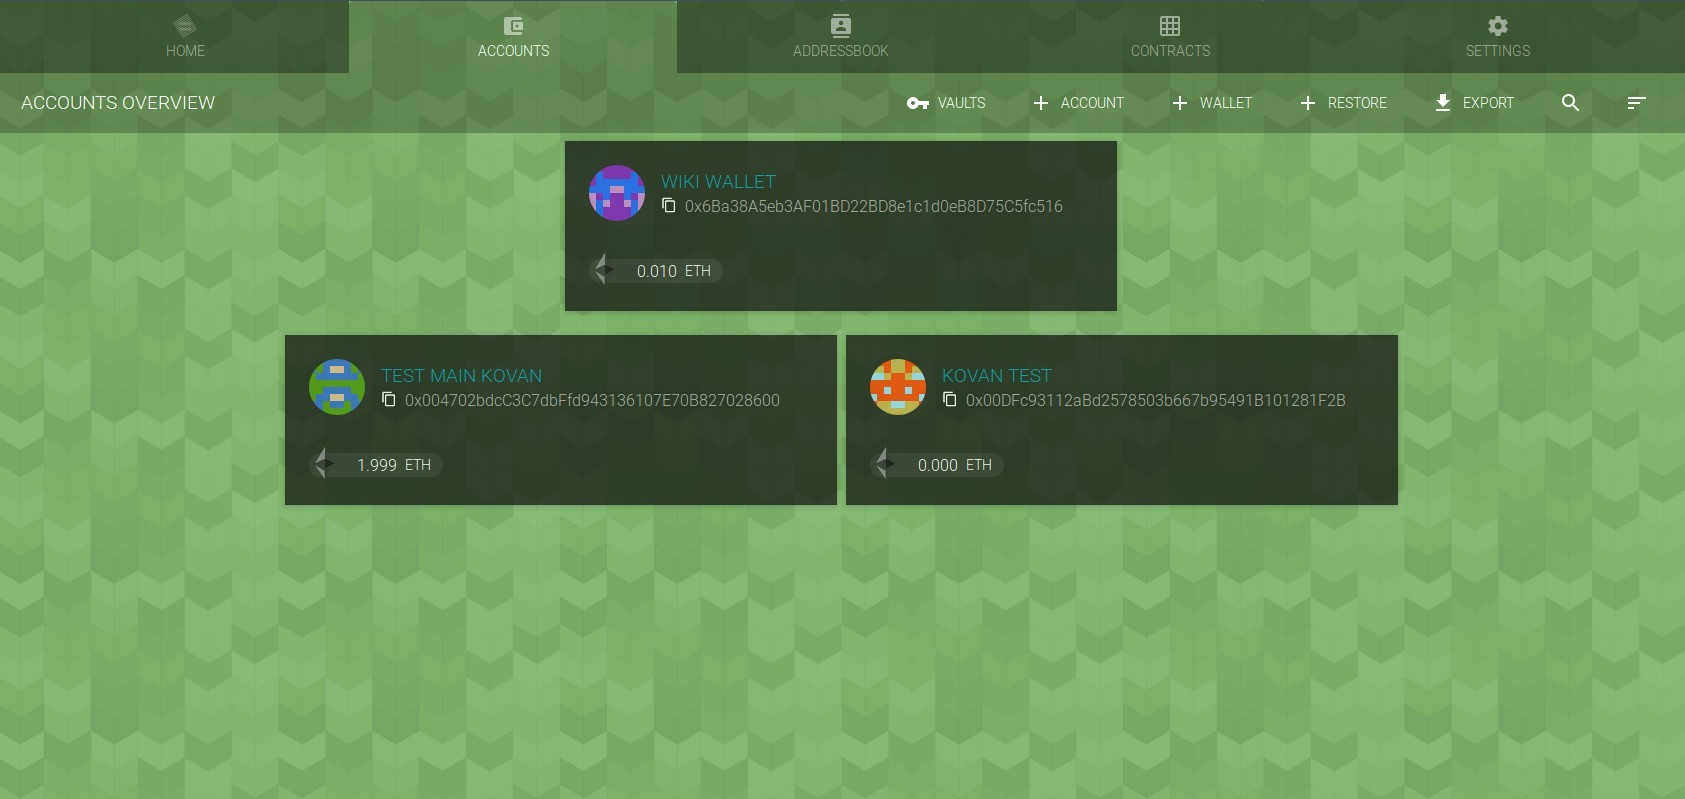 HOME
ACCOUNTS
ADDRESSBOOK
CONTRACTS
SETTINGS
ACCOUNTS OVERVIEW
VAULTS
ACCOUNT
WALLET
RESTORE
EXPORT
WIKI WALLET
0x6Ba38A5eb3AF01BD22BD8e1c1d0eB8D75C5fc516
0.010 ETH
TEST MAIN KOVAN
0x004702bdcC3C7dbFfd943136107E70B827028600
1.999 ETH
KOVAN TEST
0x00DFc93112aBd2578503b667b95491B101281F2B
0.000 ETH